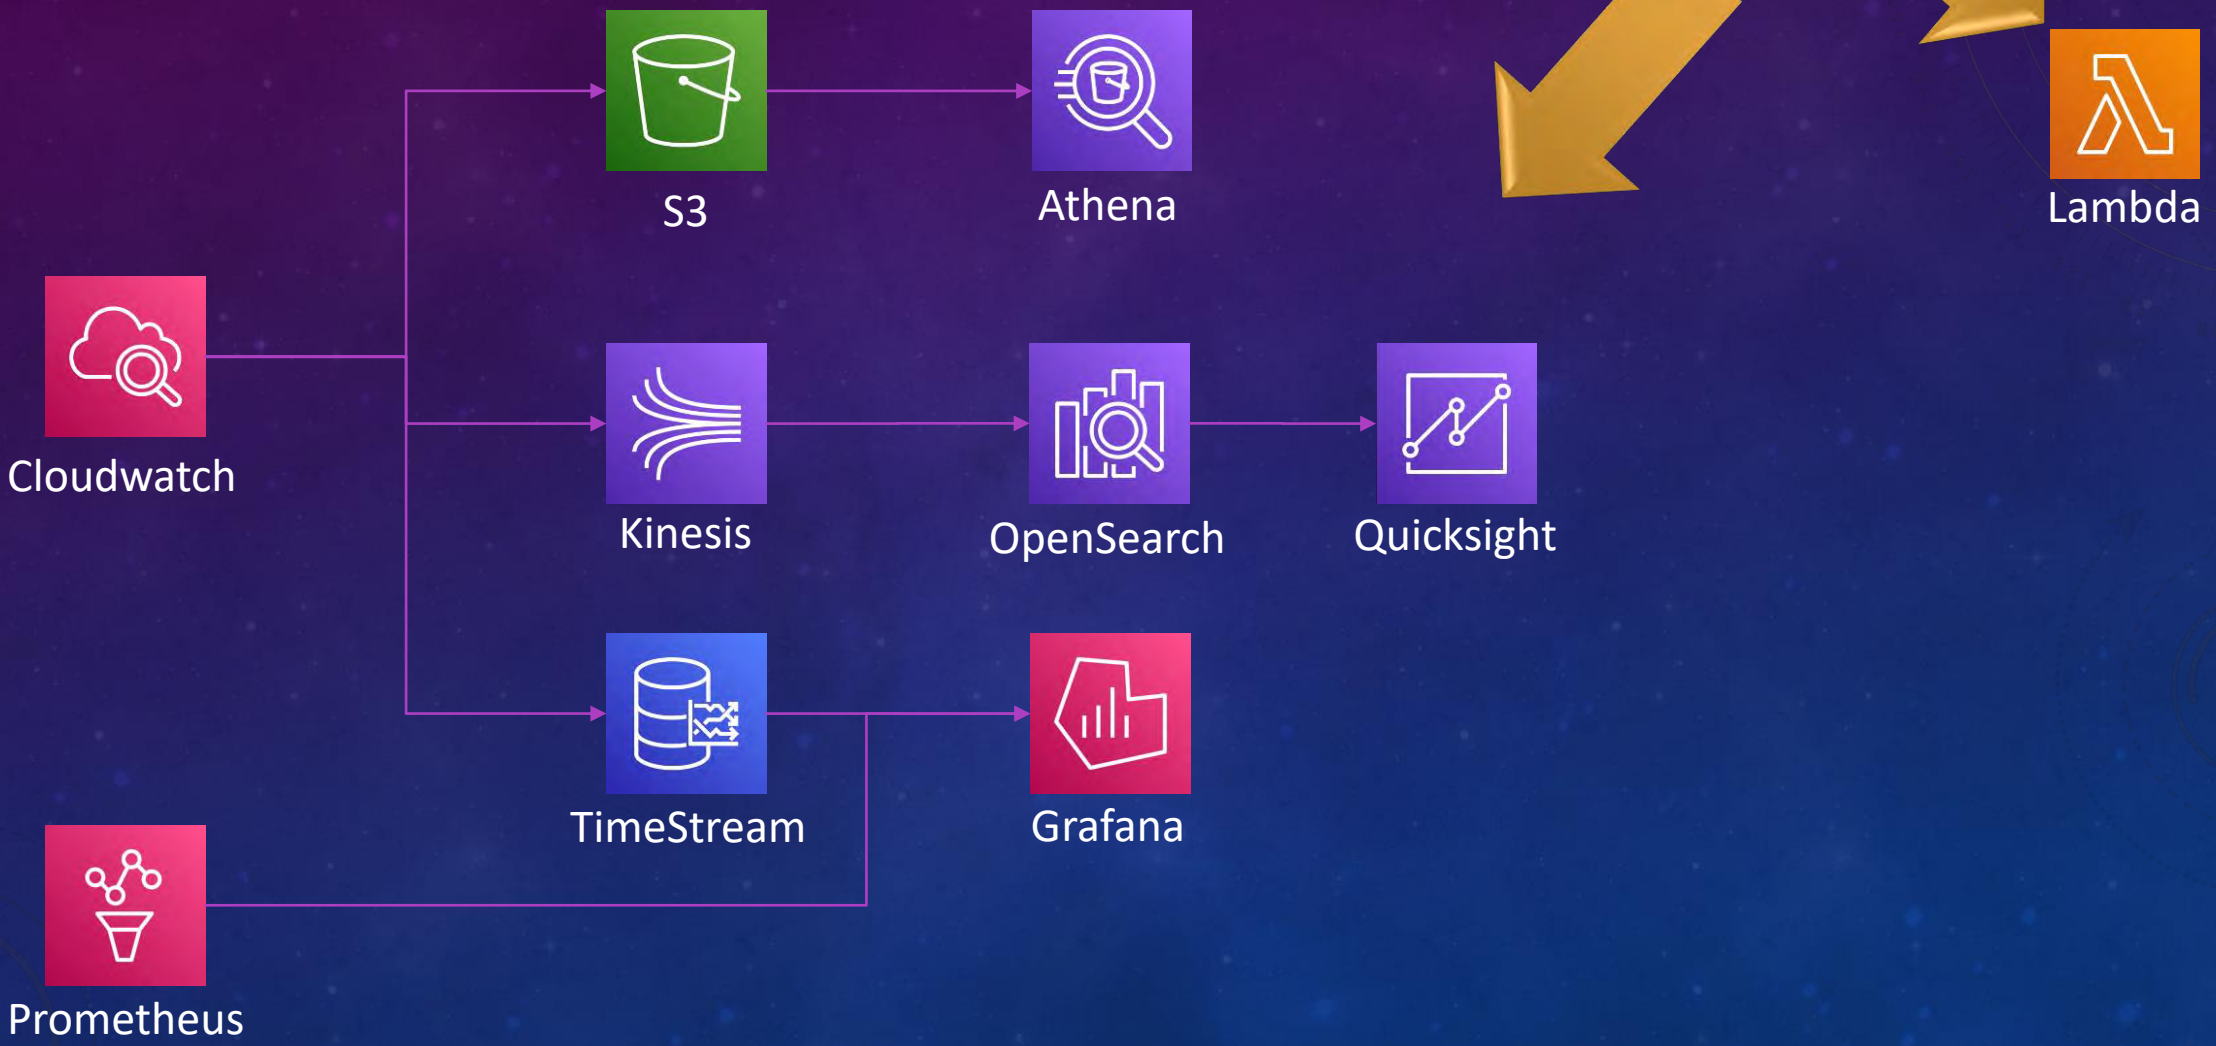 S3
Athena
Lambda
Cloudwatch
Kinesis
OpenSearch
Quicksight
TimeStream
Grafana
Prometheus